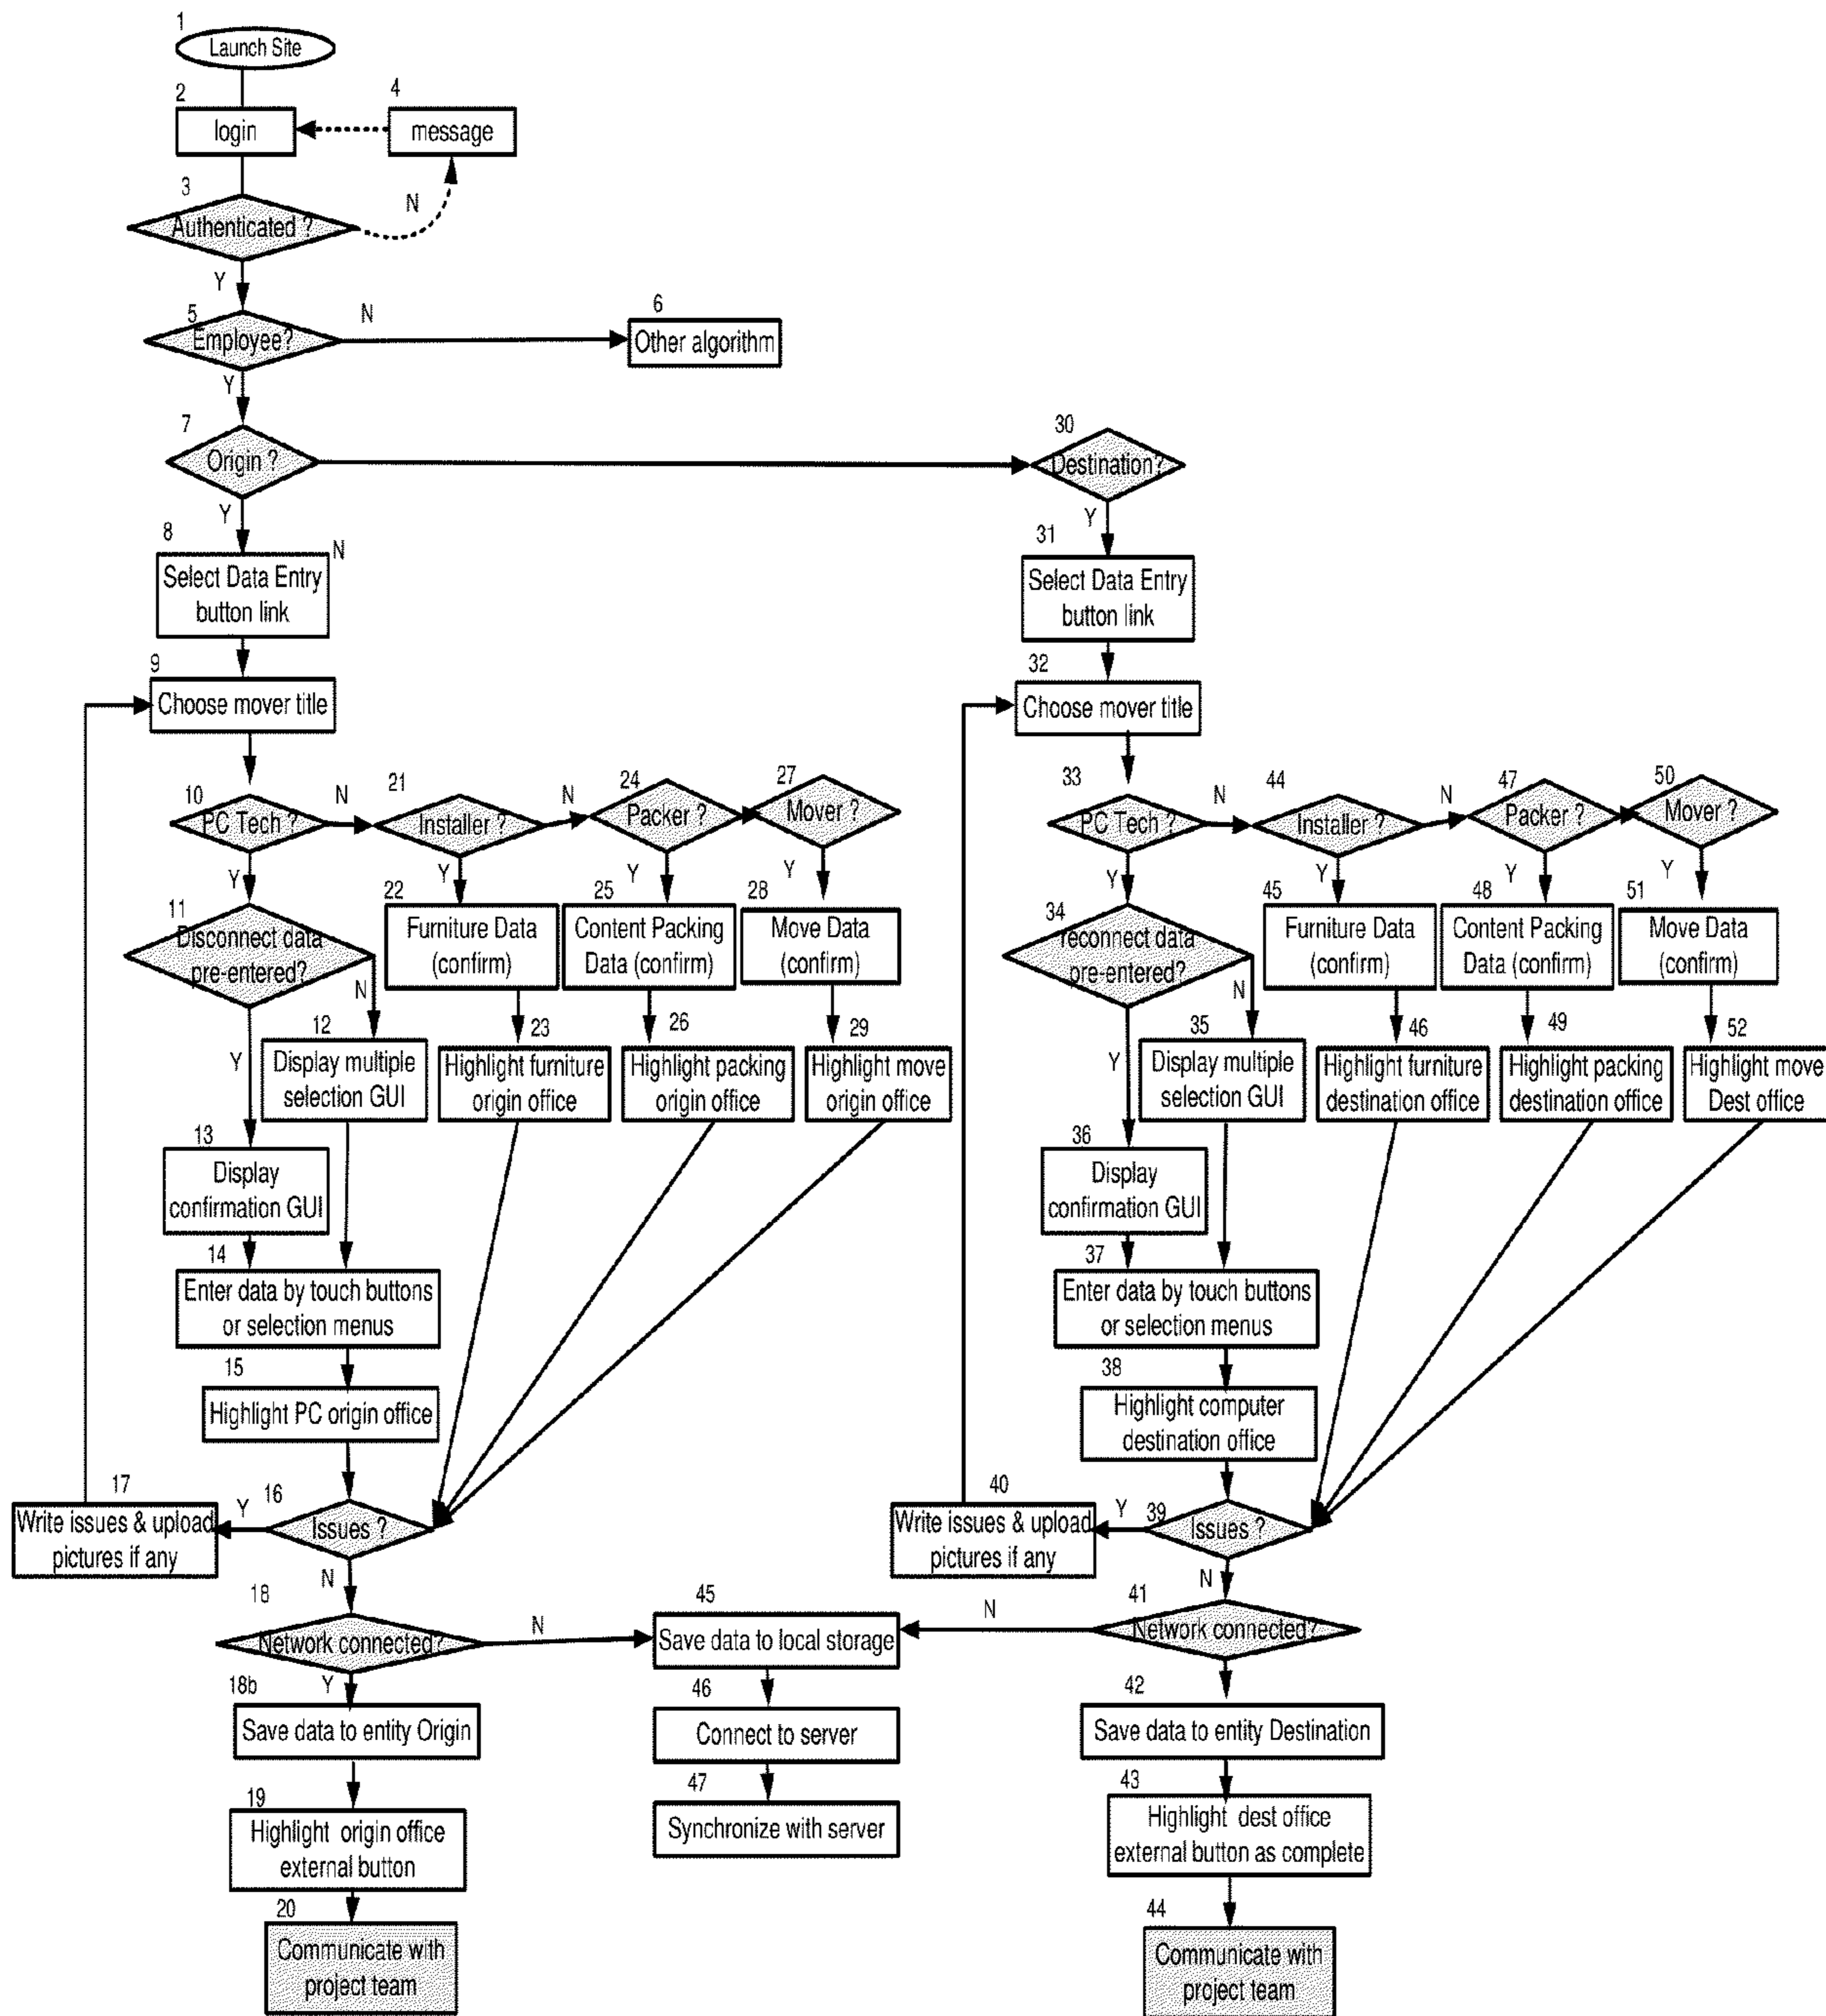 1
Launch Site
2
login
4
message
3
Authenticated ?
N
Y
5
Employee?
N
6
Other algorithm
Y
7
Origin ?
30
Destination?
Y
8
N
Select Data Entry
button link
Y
31
Select Data Entry
button link
9
Choose mover title
32
Choose mover title
10
PC Tech ?
N
21
Installer ?
N
24
Packer ?
27
Mover ?
33
PC Tech ?
N
44
Installer ?
N
47
Packer ?
50
Mover ?
Y
Y
Y
Y
Y
Y
Y
Y
11
Disconnect data
pre-entered?
22
Furniture Data
(confirm)
25
Content Packing
Data (confirm)
28
Move Data
(confirm)
34
reconnect data
pre-entered?
45
Furniture Data
(confirm)
48
Content Packing
Data (confirm)
51
Move Data
(confirm)
N
Y
12
Display multiple
selection GUI
23
Highlight furniture
origin office
26
Highlight packing
origin office
29
Highlight move
origin office
N
Y
35
Display multiple
selection GUI
46
Highlight furniture
destination office
49
Highlight packing
destination office
52
Highlight move
Dest office
13
Display
confirmation GUI
36
Display
confirmation GUI
14
Enter data by touch buttons
or selection menus
37
Enter data by touch buttons
or selection menus
15
Highlight PC origin office
38
Highlight computer
destination office
17
Write issues & upload
pictures if any
Y
16
Issues ?
40
Write issues & upload
pictures if any
Y
39
Issues ?
N
N
18
Network connected?
N
45
Save data to local storage
N
41
Network connected?
Y
18b
Save data to entity Origin
46
Connect to server
42
Save data to entity Destination
19
Highlight origin office
external button
47
Synchronize with server
43
Highlight dest office
external button as complete
20
Communicate with
project team
44
Communicate with
project team